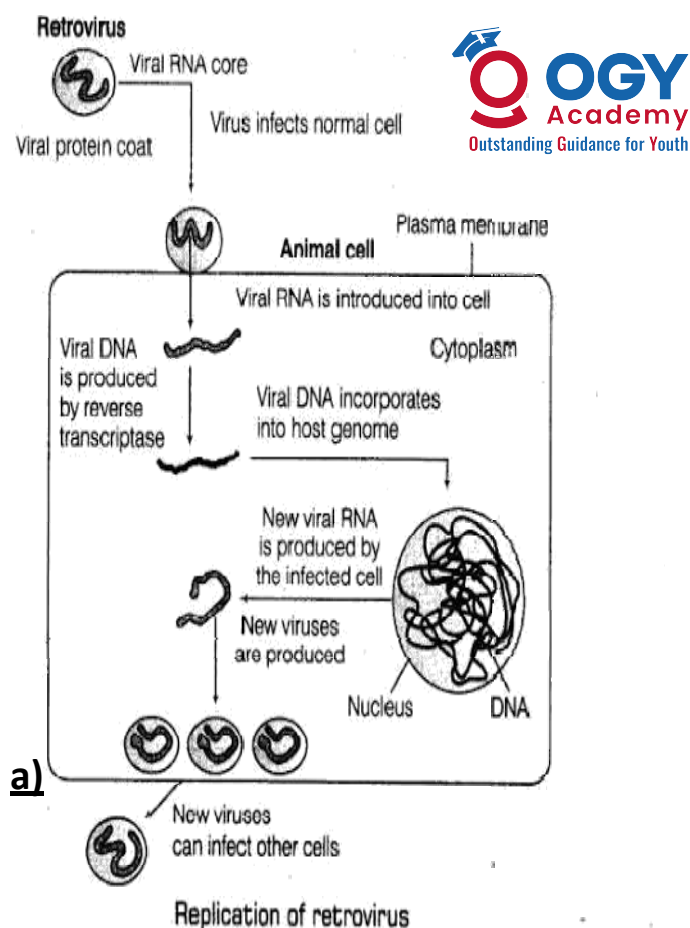 Retrovirus
Viral RNA core
Virus infects normal cell
Viral protein coat
OGY
Academy
Outstanding Guidance for Youth
Plasma membrane
Animal cell
Viral RNA is introduced into cell
Viral DNA
is produced
by reverse
transcriptase
Cytoplasm
Viral DNA incorporates
into host genome
New viral RNA
is produced by
the infected cell
New viruses
are produced
Nucleus
DNA
a)
New viruses
can infect other cells
Replication of retrovirus